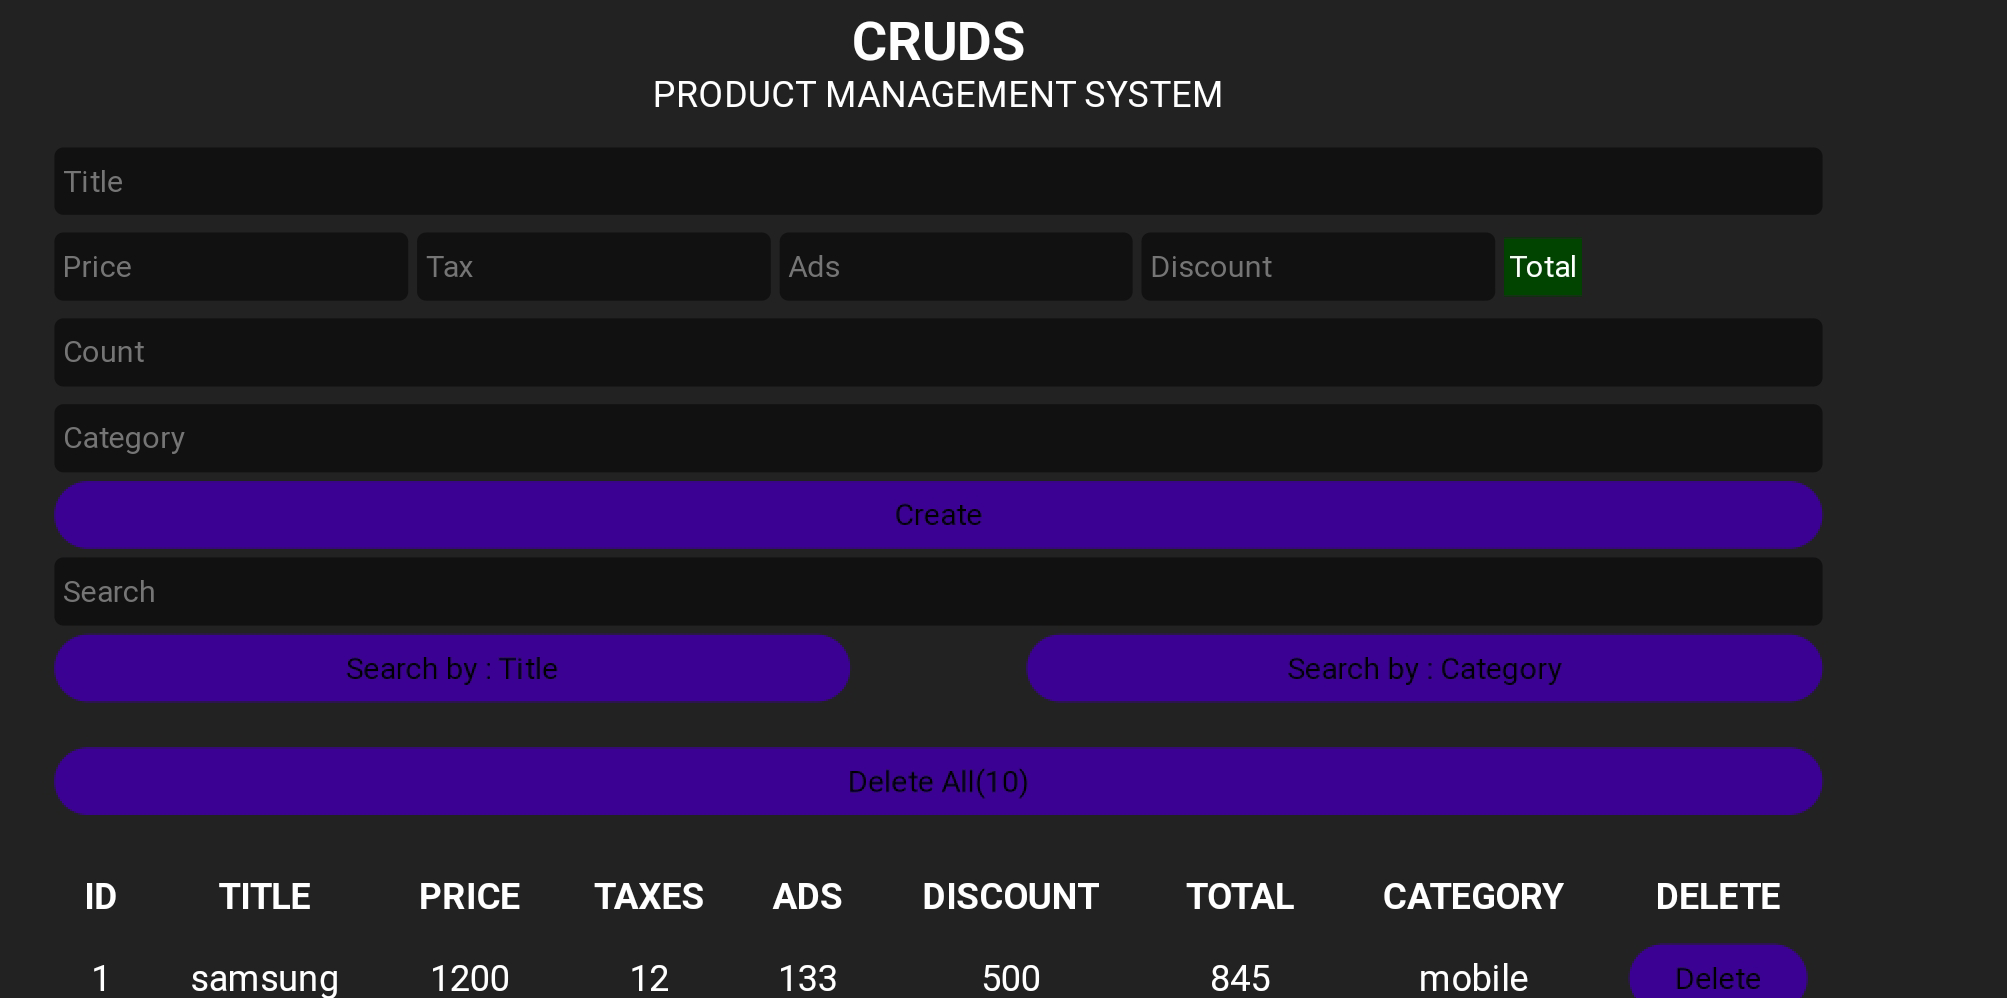 CRUDS
PRODUCT MANAGEMENT SYSTEM
Title
Price Tax Ads Discount Total
Count
Category
Create
Search
Search by : Title Search by : Category
Delete All(10)
ID TITLE PRICE TAXES ADS DISCOUNT TOTAL CATEGORY DELETE
1 samsung 1200 12 133 500 845 mobile Delete